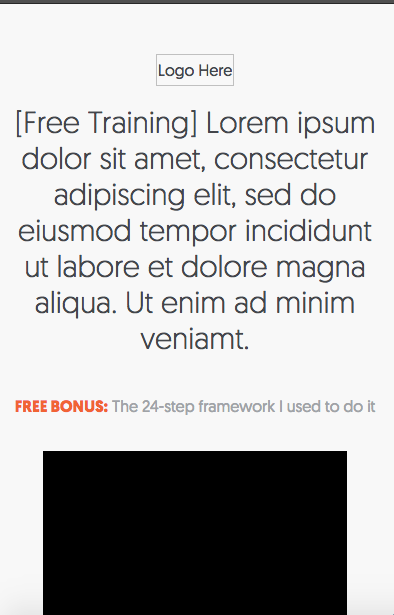 Logo Here
[Free Training] Lorem ipsum
dolor sit amet, consectetur
adipiscing elit, sed do
eiusmod tempor incididunt
ut labore et dolore magna
aliqua. Ut enim ad minim
veniamt.
FREE BONUS: The 24-step framework I used to do it